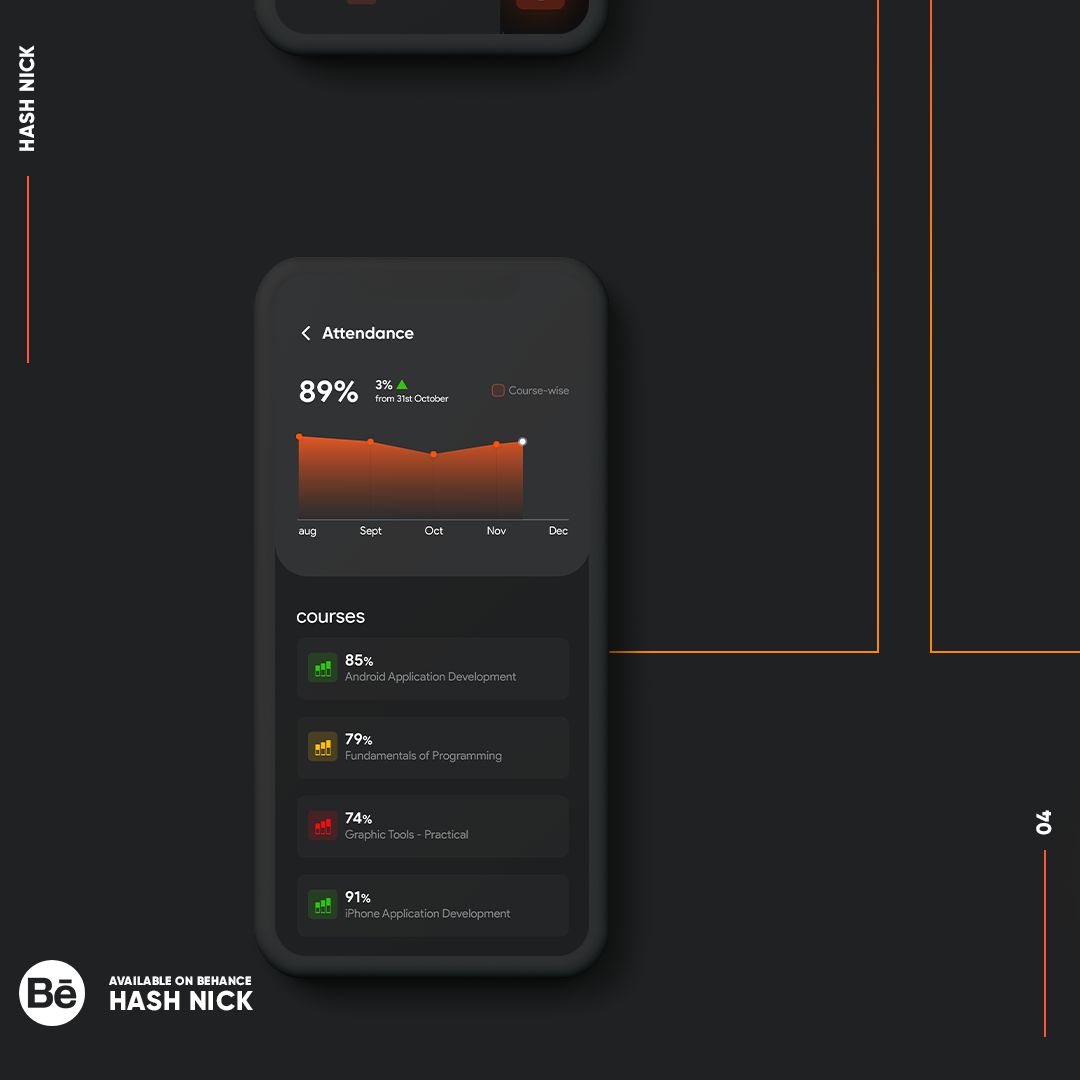 HASH NICK
Attendance
89%
3%
from 31st October
Course-wise
aug Sept Oct Nov Dec
courses
85%
Android Application Development
79%
Fundamentals of Programming
74%
Graphic Tools - Practical
91%
iPhone Application Development
04
Bē
AVAILABLE ON BEHANCE
HASH NICK